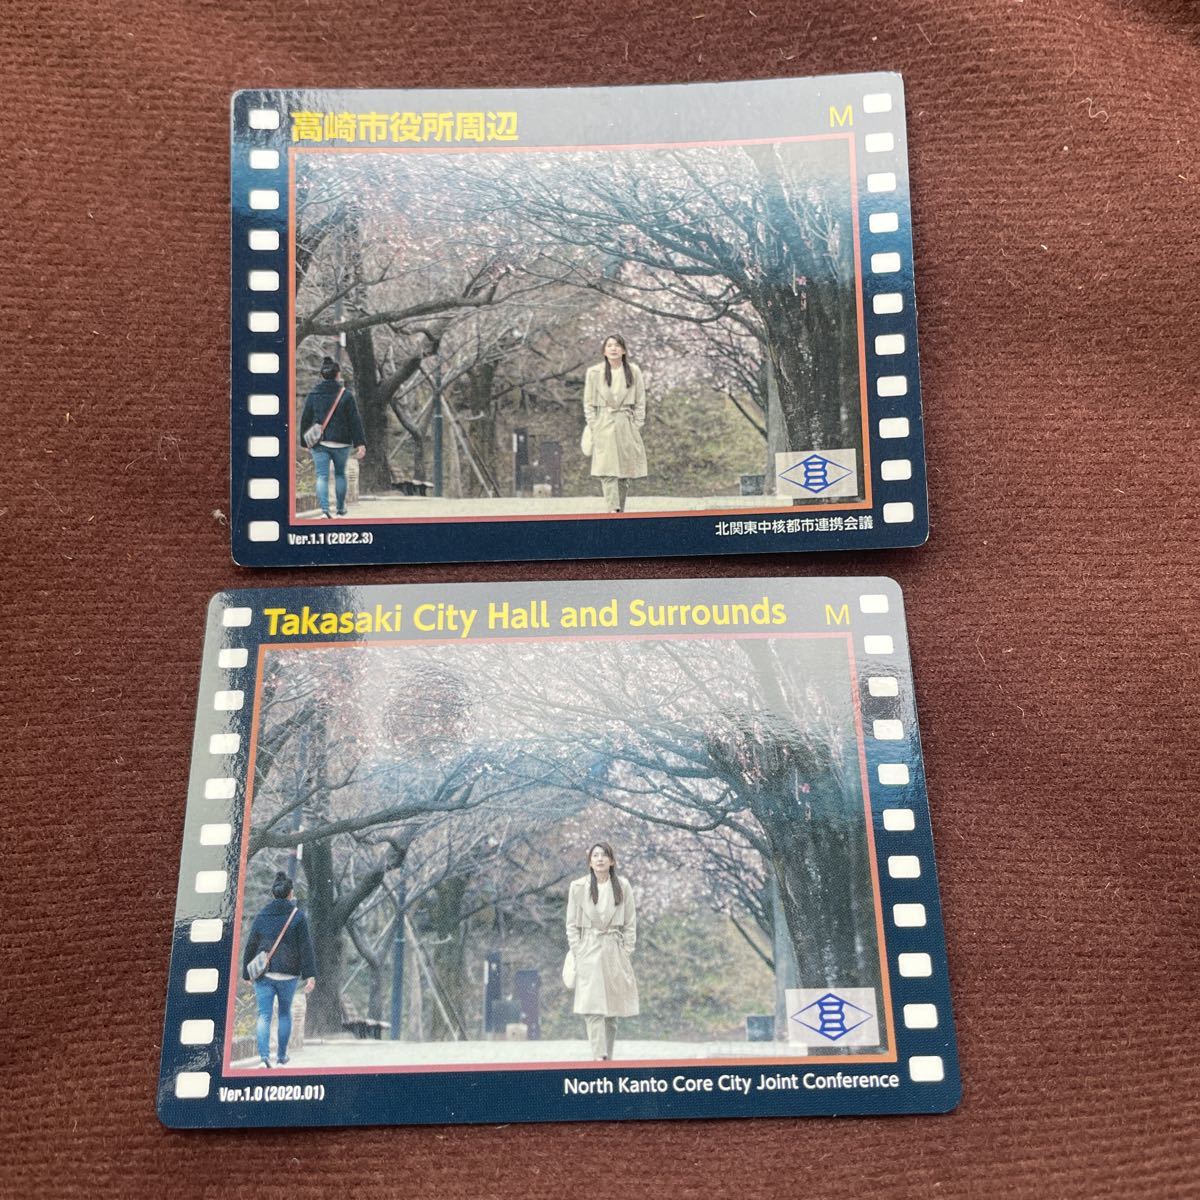 高崎市役所周辺
M
Ver.1.1 (2022.3)
北関東中核都市連携会議
Takasaki City Hall and Surrounds
M
Ver.1.0 (2020.01)
North Kanto Core City Joint Conference